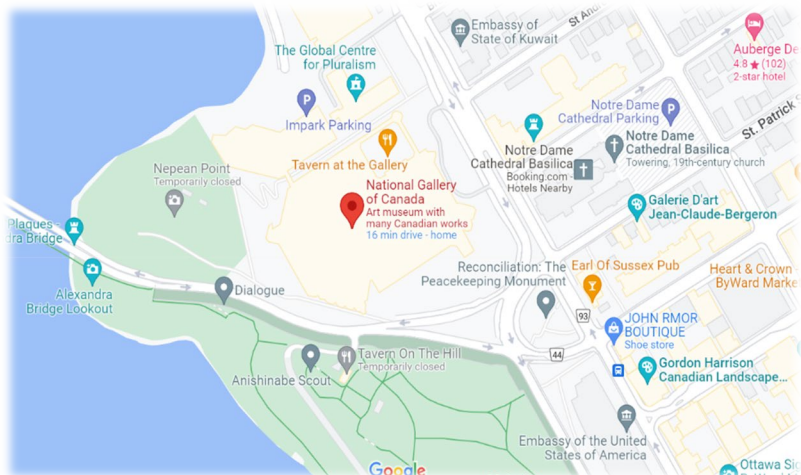 Embassy of
State of Kuwait
St And
Auberge De
4.8 ★ (102)
2-star hotel
The Global Centre
for Pluralism
Impark Parking
Notre Dame
Cathedral Parking
St. Patrick
Tavern at the Gallery
Notre Dame
Cathedral Basilica
Booking.com -
Hotels Nearby
Notre Dame
Cathedral Basilica
Towering, 19th-century church
Nepean Point
Temporarily closed
National Gallery
of Canada
Art museum with
many Canadian works
16 min drive - home
Galerie D'art
Jean-Claude-Bergeron
Plaques -
dra Bridge
Alexandra
Bridge Lookout
Dialogue
Reconciliation: The
Peacekeeping Monument
Earl Of Sussex Pub
Heart & Crown -
ByWard Marke
93
JOHN RMOR
BOUTIQUE
Shoe store
44
Tavern On The Hill
Temporarily closed
Anishinabe Scout
Gordon Harrison
Canadian Landscape...
Embassy of the United
States of America
Google
Ottawa Si